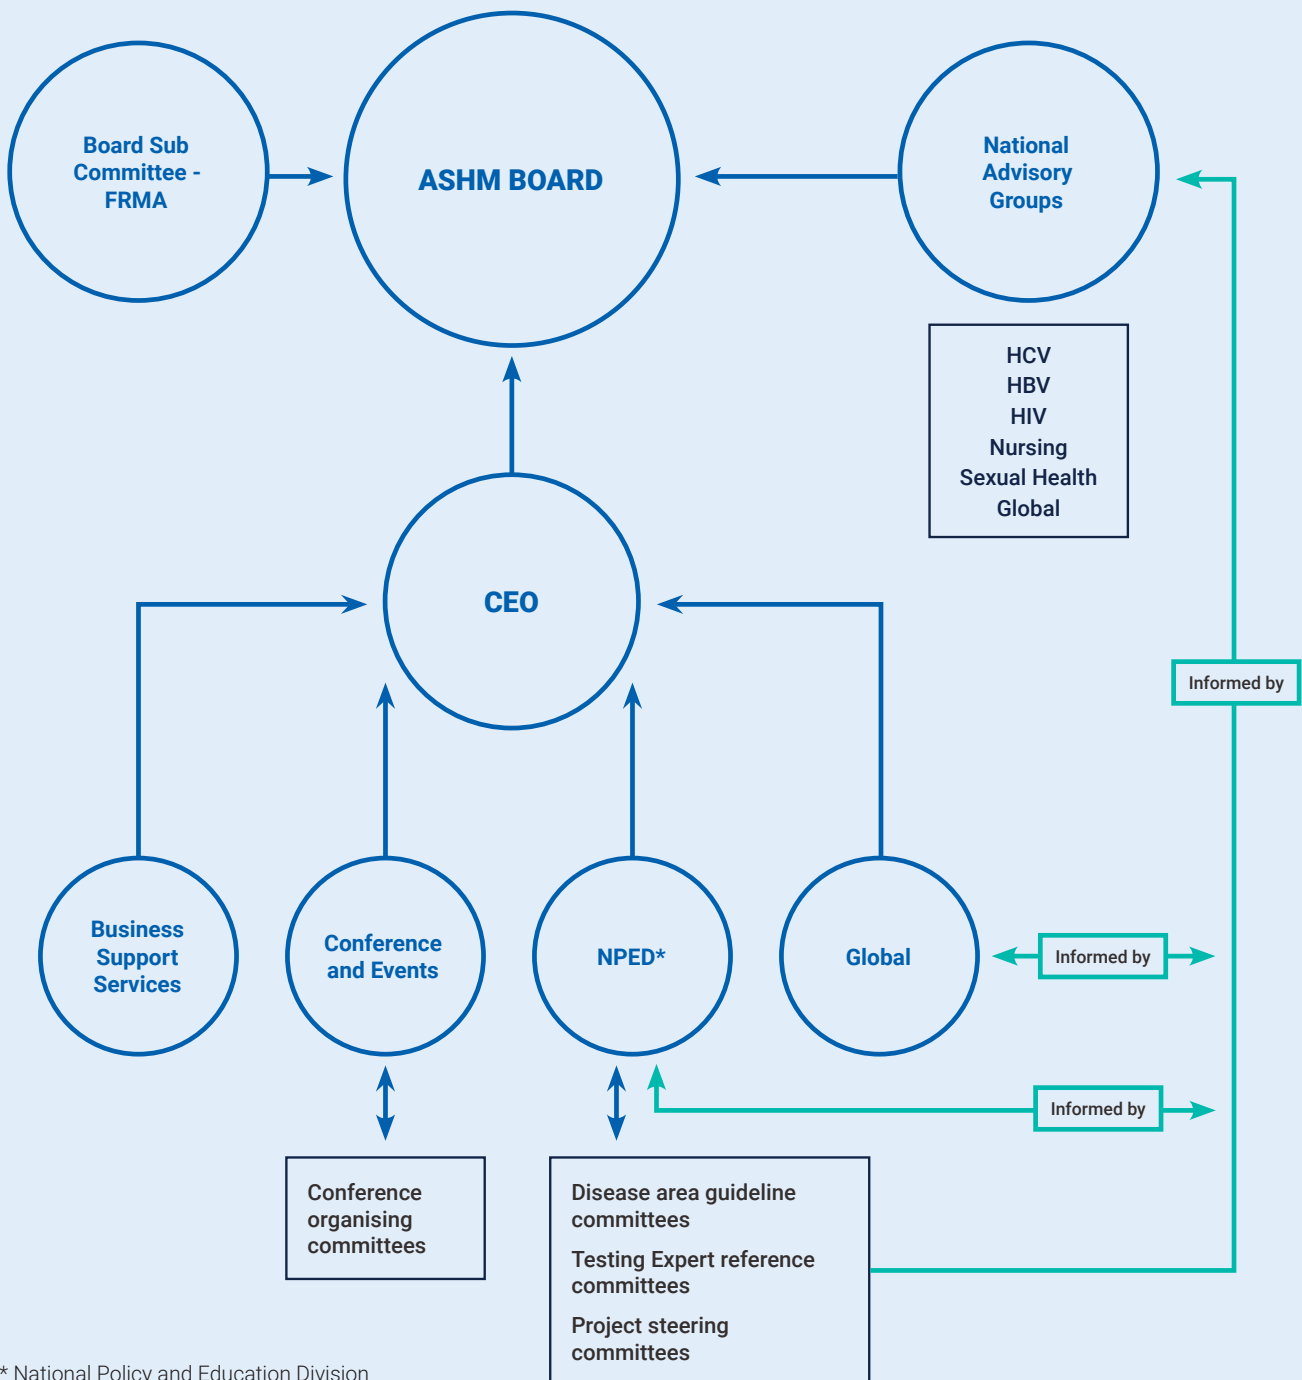 Board Sub
Committee -
FRMA
ASHM BOARD
National
Advisory
Groups
HCV
HBV
HIV
Nursing
Sexual Health
Global
CEO
Informed by
Business
Support
Services
Conference
and Events
NPED*
Global
Informed by
Informed by
Conference
organising
committees
Disease area guideline
committees
Testing Expert reference
committees
Project steering
committees
* National Policy and Education Division